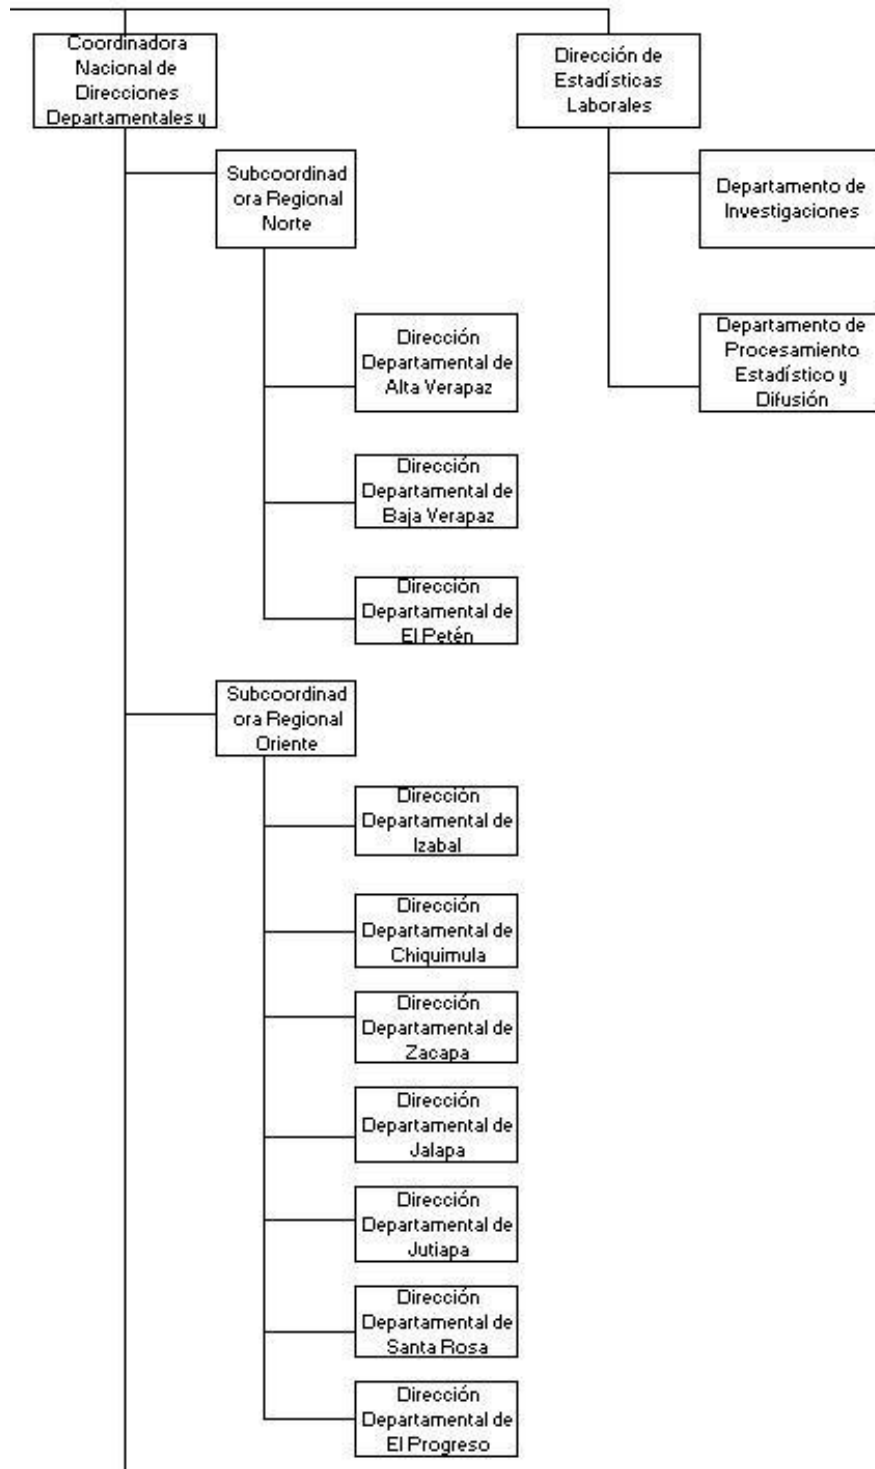 Coordinadora
Nacional de
Direcciones
Departamentales y
Dirección de
Estadísticas
Laborales
Subcoordinad
ora Regional
Norte
Departamento de
Investigaciones
Dirección
Departamental de
Alta Verapaz
Departamento de
Procesamiento
Estadístico y
Difusión
Dirección
Departamental de
Baja Verapaz
Dirección
Departamental de
El Petén
Subcoordinad
ora Regional
Oriente
Dirección
Departamental de
Izabal
Dirección
Departamental de
Chiquimula
Dirección
Departamental de
Zacapa
Dirección
Departamental de
Jalapa
Dirección
Departamental de
Jutiapa
Dirección
Departamental de
Santa Rosa
Dirección
Departamental de
El Progreso